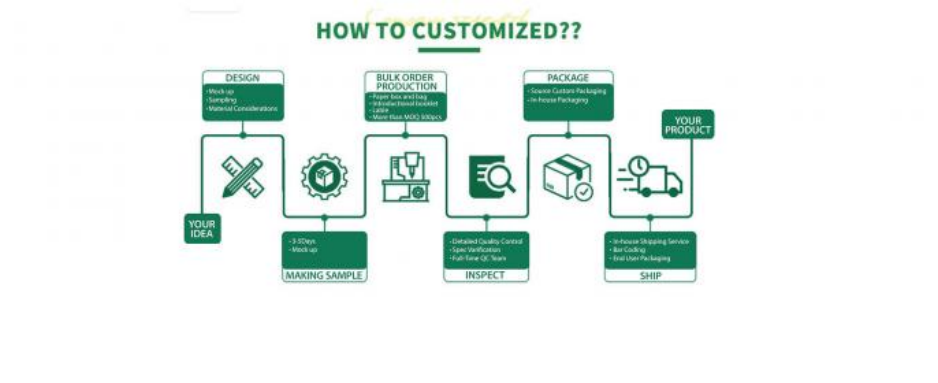 HOW TO CUSTOMIZED??
DESIGN
• Mock up
• Sampling
• Material Considerations
BULK ORDER
PRODUCTION
• Paper box and bag
• Introductional booklet
• Lable
• More than MOQ 500pcs
PACKAGE
• Source Custom Packaging
• In-house Packaging
YOUR
PRODUCT
YOUR
IDEA
• 3-5Days
• Mock up
MAKING SAMPLE
• Detailed Quality Control
• Spec Varification
• Full-Time QC Team
INSPECT
• In-house Shipping Service
• Bar Coding
• End User Packaging
SHIP